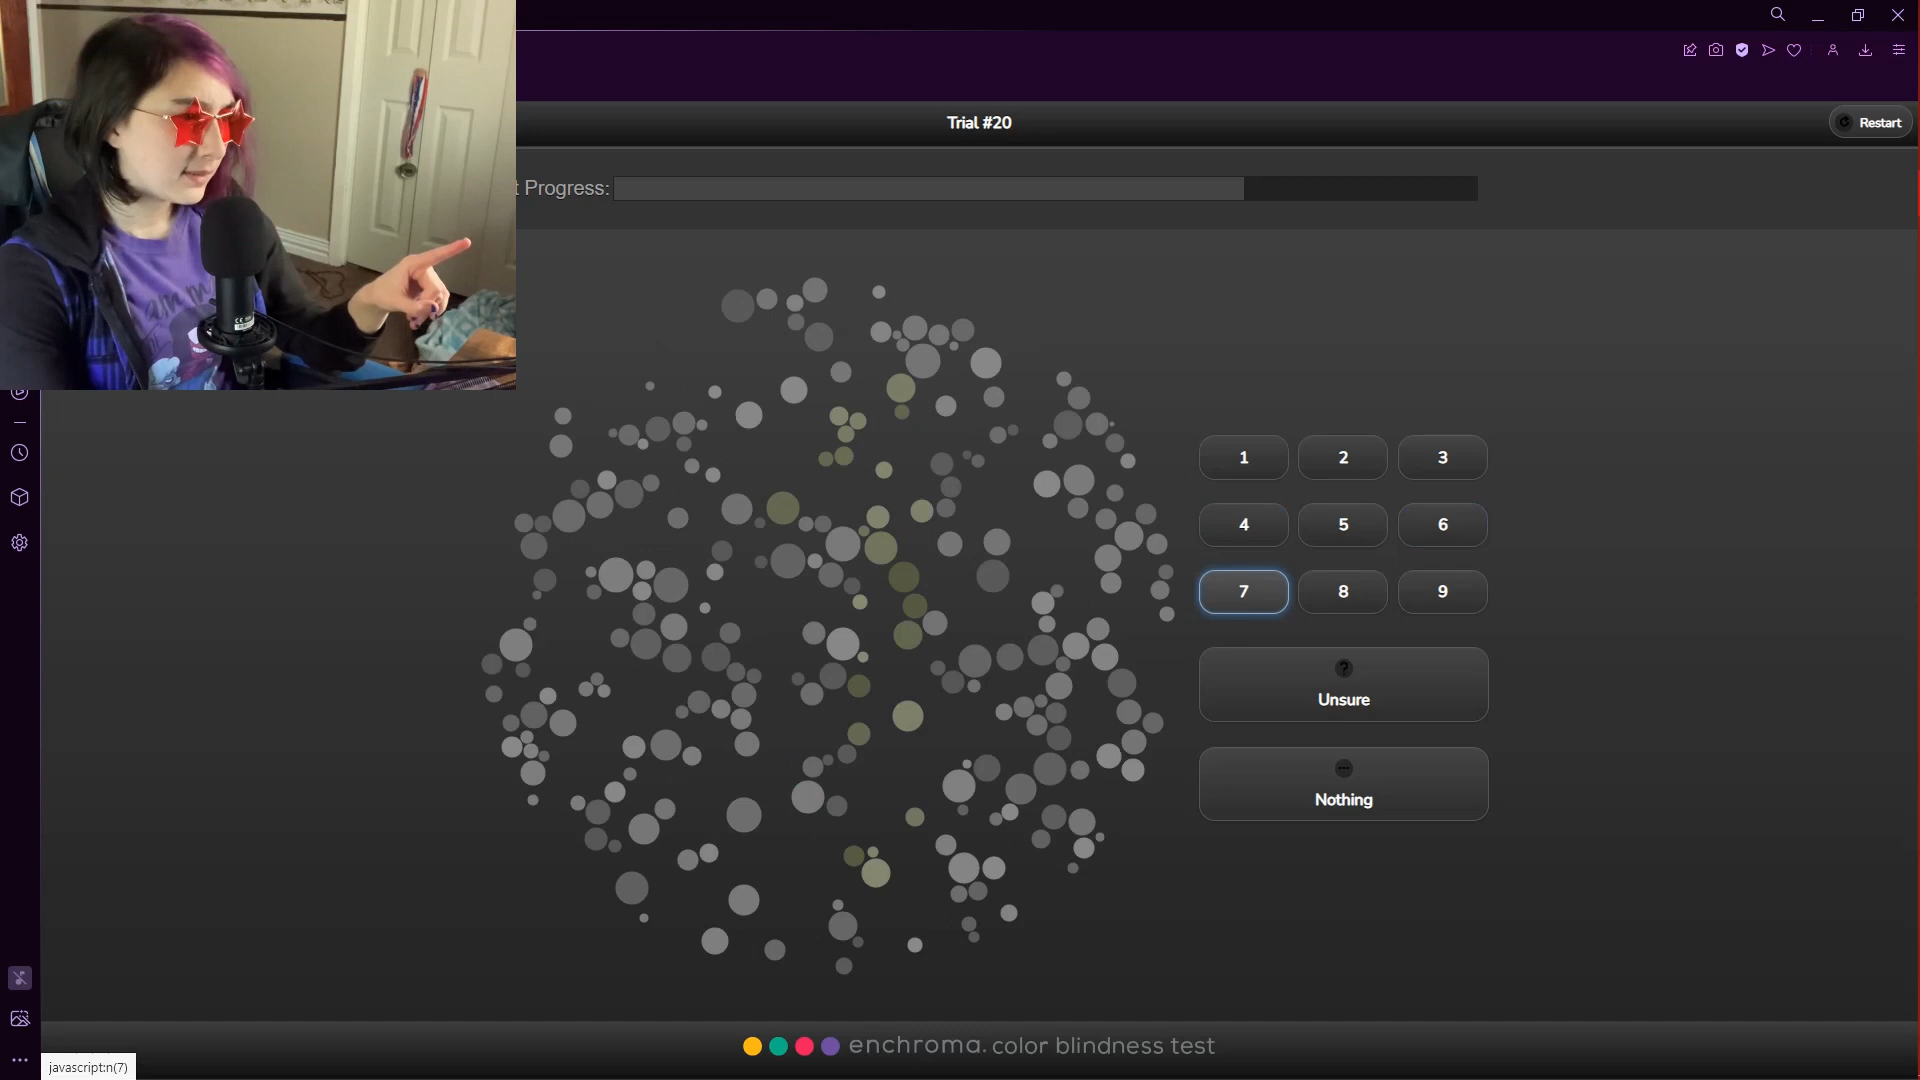 Trial #20
Restart
t Progress:
1 2 3
4 5 6
7 8 9
?
Unsure
Nothing
enchroma. color blindness test
javascript:n(7)